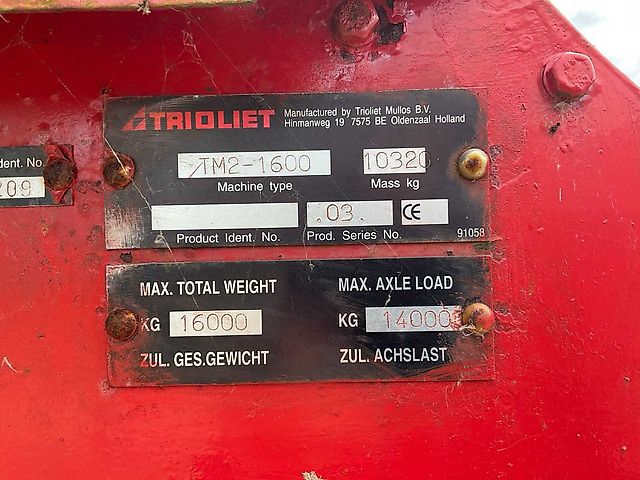 TRIOLIET
Manufactured by Trioliet Mullos B.V.
Hinmanweg 19 7575 BE Oldenzaal Holland
TM2-1600 10320
Machine type Mass kg
.03. CE
Product Ident. No. Prod. Series No. 91058
dent. No.
209
MAX. TOTAL WEIGHT MAX. AXLE LOAD
KG 16000 KG 14000
ZUL. GES.GEWICHT ZUL. ACHSLAST